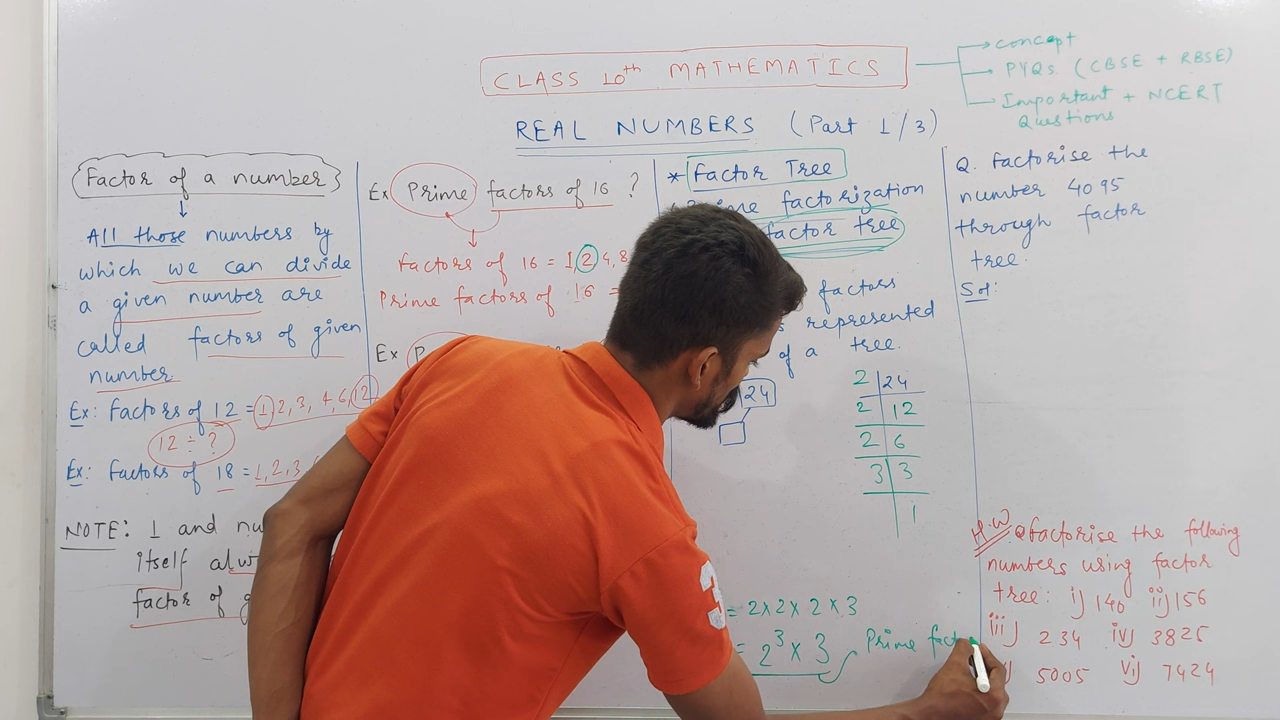 CLASS 10th MATHEMATICS
concept
PYQs (CBSE + RBSE)
Important + NCERT
Questions
REAL NUMBERS (Part 1/3)
Factor of a number
All those numbers by
which we can divide
a given number are
called factors of given
number
Ex: Factors of 12 = 1, 2, 3, 4, 6, 12
12 ÷ ?
Ex: Factors of 18 = 1, 2, 3
NOTE: 1 and
itself
factor of
Ex Prime factors of 16 ?
Factors of 16 = 1, 2, 4, 8
Prime factors of 16 =
Ex
* Factor Tree
factorization
factor tree
factors
represented
of a tree.
24
2 | 24
2 | 12
2 | 6
3 | 3
| 1
= 2 × 2 × 2 × 3
= 2³ × 3
Prime fact
Q. Factorise the
number 4095
through factor
tree.
Sol:
H.W Q Factorise the following
numbers using factor
tree: i) 140 ii) 156
iii) 234 iv) 3825
) 5005 vi) 7424
3